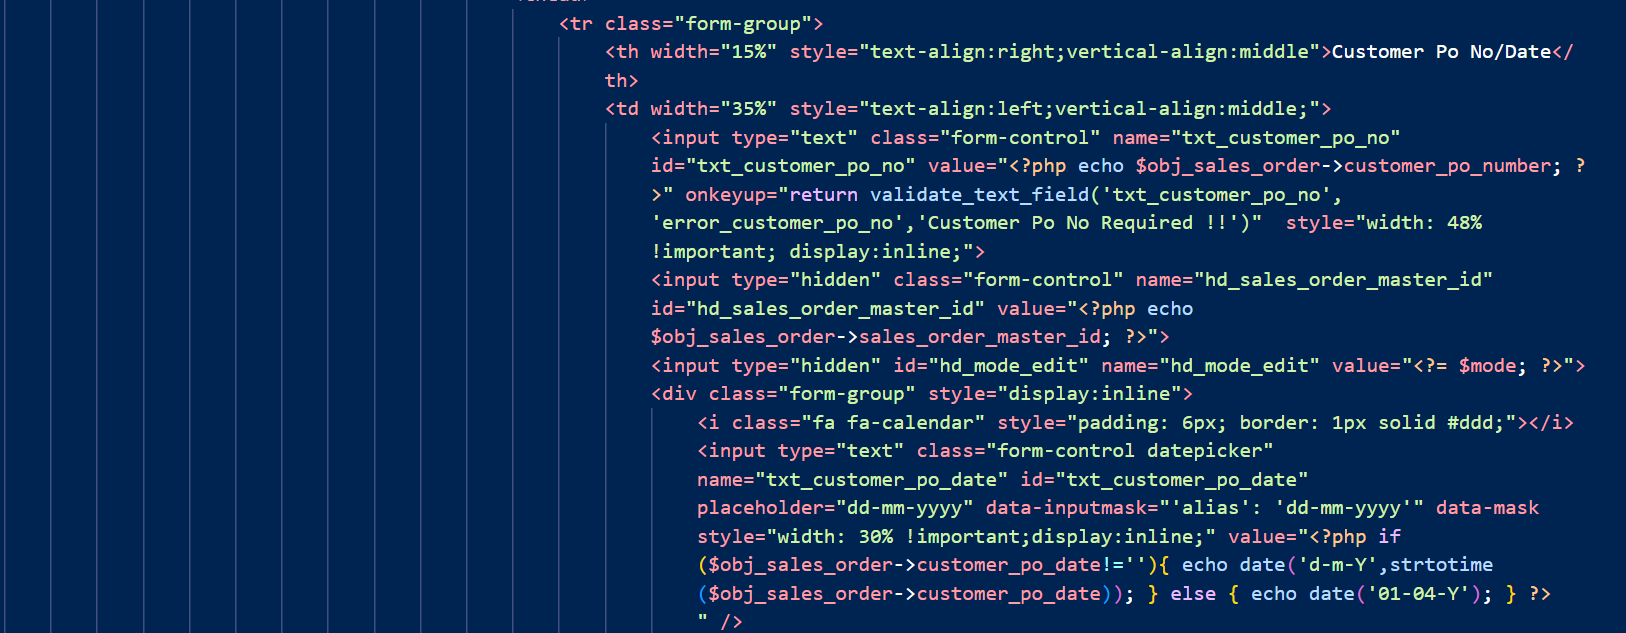 <tr class="form-group">
<th width="15%" style="text-align:right;vertical-align:middle">Customer Po No/Date</
th>
<td width="35%" style="text-align:left;vertical-align:middle;">
<input type="text" class="form-control" name="txt_customer_po_no"
id="txt_customer_po_no" value="<?php echo $obj_sales_order->customer_po_number; ?
>" onkeyup="return validate_text_field('txt_customer_po_no',
'error_customer_po_no','Customer Po No Required !!')"  style="width: 48%
!important; display:inline;">
<input type="hidden" class="form-control" name="hd_sales_order_master_id"
id="hd_sales_order_master_id" value="<?php echo
$obj_sales_order->sales_order_master_id; ?>">
<input type="hidden" id="hd_mode_edit" name="hd_mode_edit" value="<?= $mode; ?>">
<div class="form-group" style="display:inline">
<i class="fa fa-calendar" style="padding: 6px; border: 1px solid #ddd;"></i>
<input type="text" class="form-control datepicker"
name="txt_customer_po_date" id="txt_customer_po_date"
placeholder="dd-mm-yyyy" data-inputmask="'alias': 'dd-mm-yyyy'" data-mask
style="width: 30% !important;display:inline;" value="<?php if
($obj_sales_order->customer_po_date!=''){ echo date('d-m-Y',strtotime
($obj_sales_order->customer_po_date)); } else { echo date('01-04-Y'); } ?>
" />